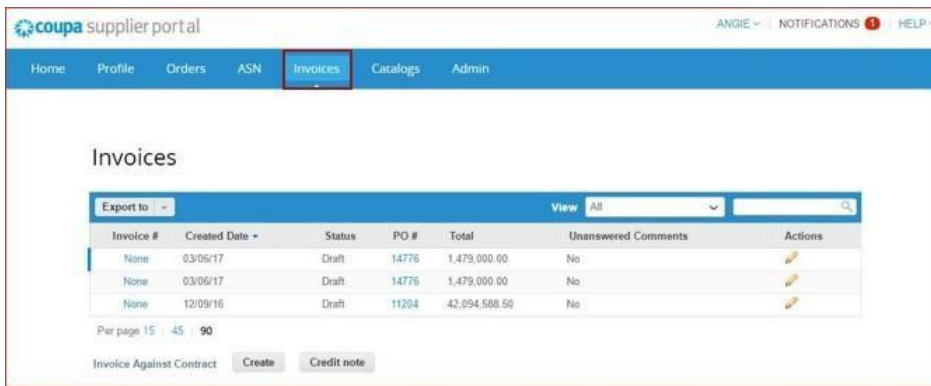 coupa supplier portal
ANGIE NOTIFICATIONS 1 HELP
Home Profile Orders ASN Invoices Catalogs Admin
Invoices
Export to View All
Invoice # Created Date Status PO # Total Unanswered Comments Actions
None 03/06/17 Draft 14776 1,479,000.00 No
None 03/06/17 Draft 14776 1,479,000.00 No
None 12/09/16 Draft 11204 42,094,588.50 No
Per page 15 | 45 | 90
Invoice Against Contract Create Credit note